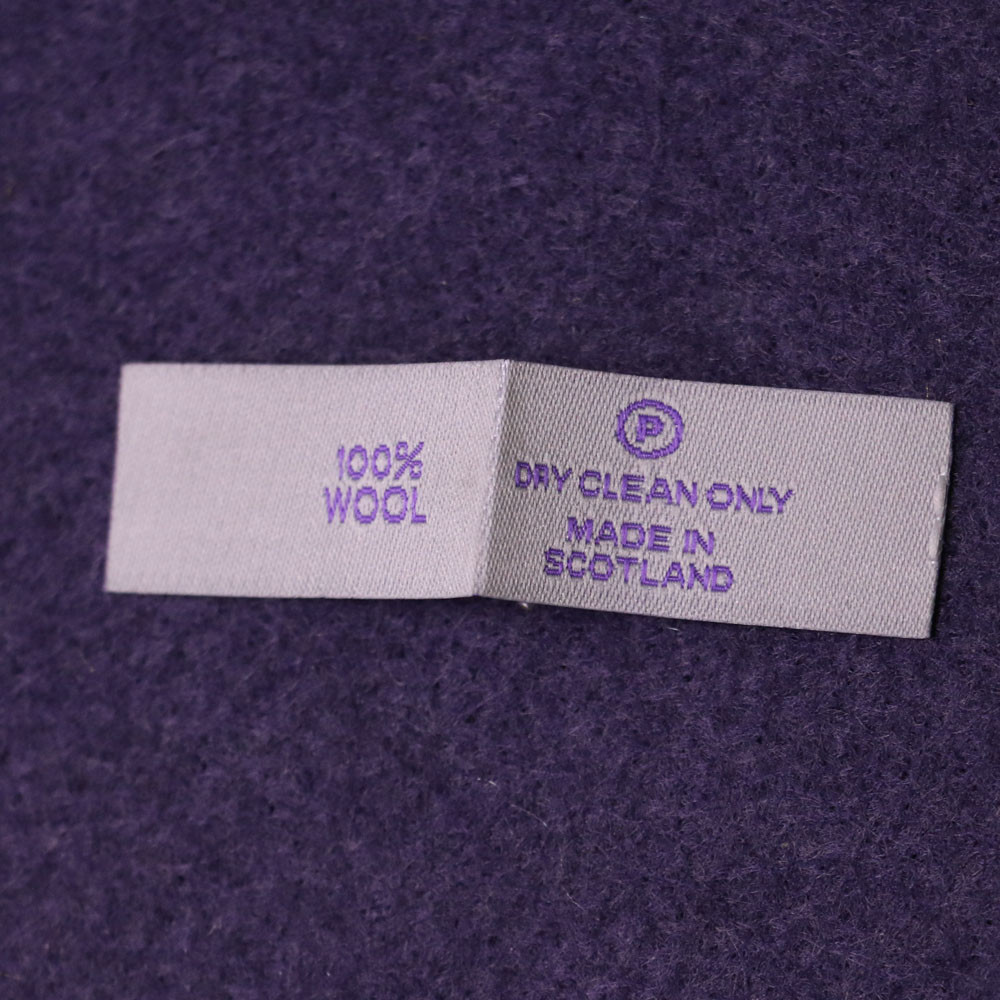 100%
WOOL
P
DRY CLEAN ONLY
MADE IN
SCOTLAND